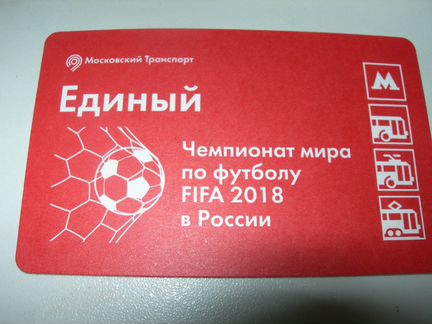 Московский Транспорт
Единый
Чемпионат мира
по футболу
FIFA 2018
в России
М